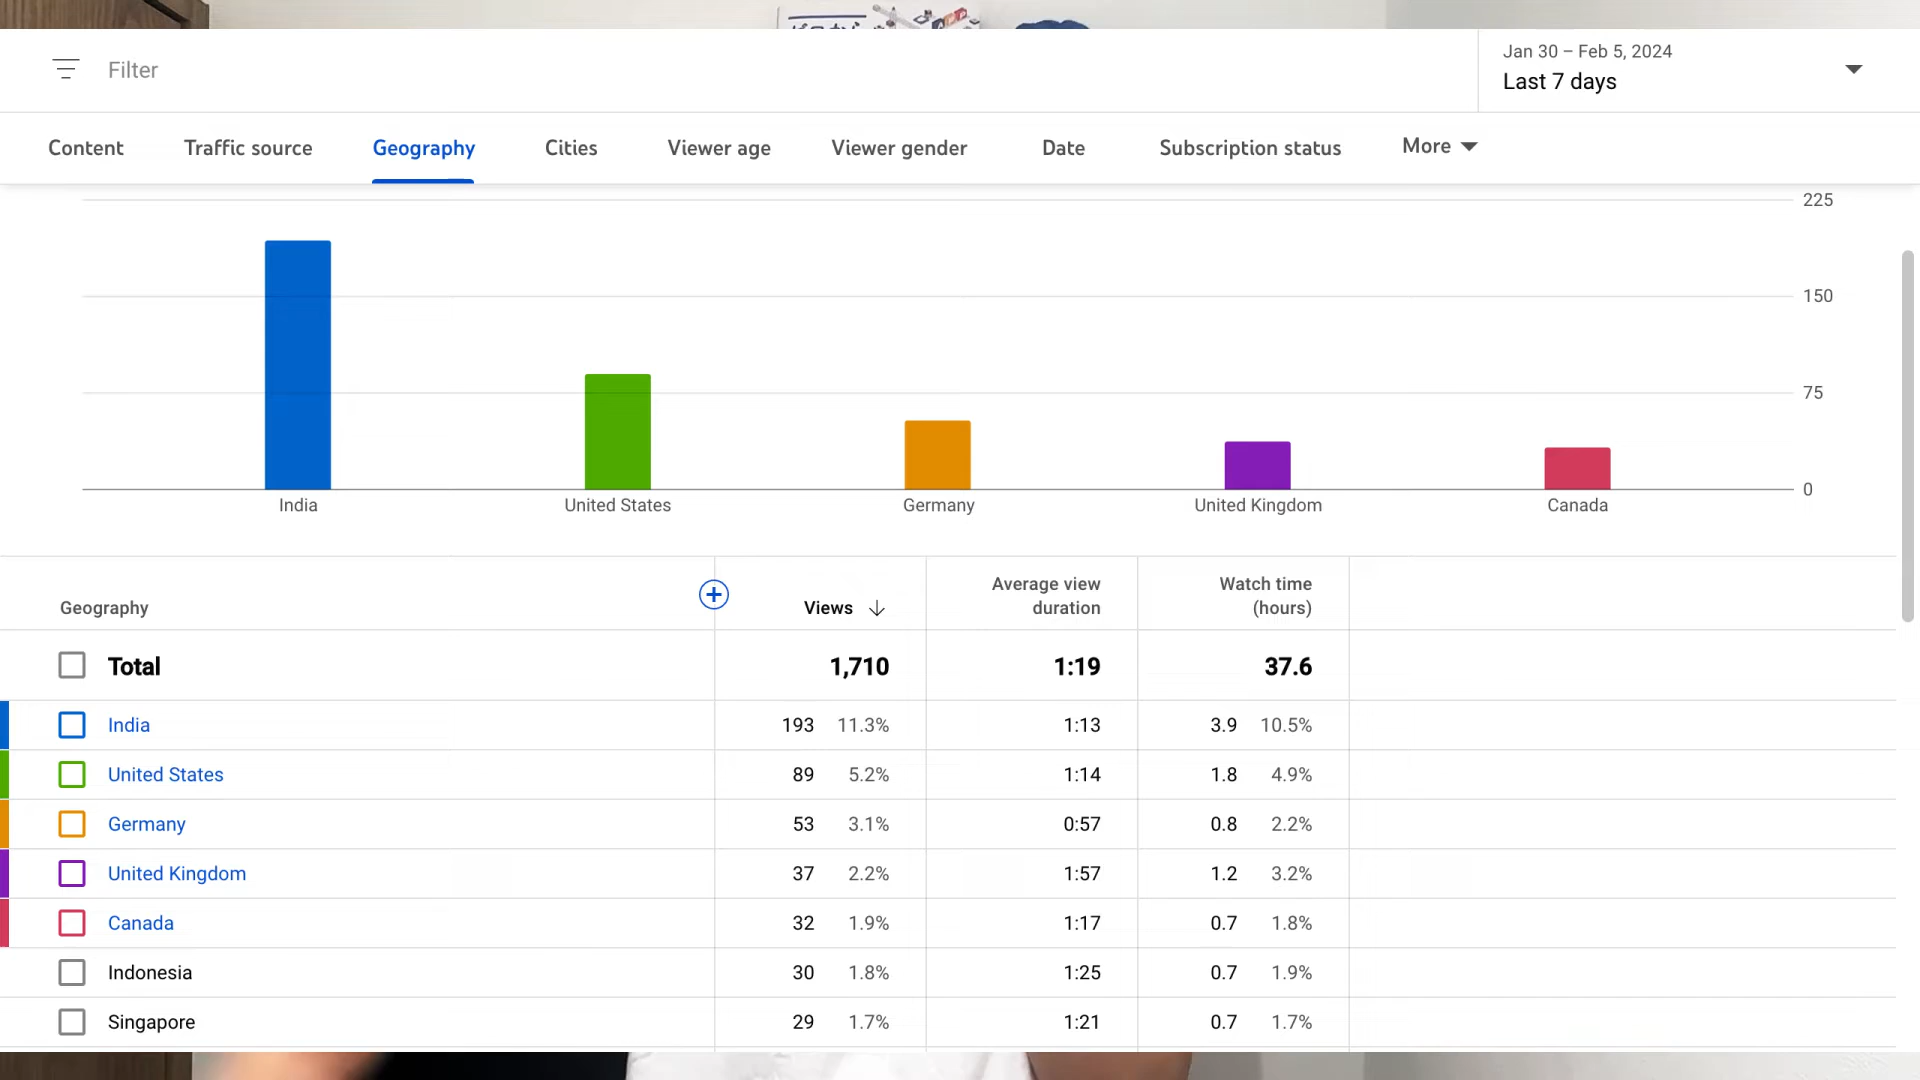 Filter
Jan 30 – Feb 5, 2024
Last 7 days
Content Traffic source Geography Cities Viewer age Viewer gender Date Subscription status More
225
150
75
0
India United States Germany United Kingdom Canada
Geography Views Average view duration Watch time (hours)
Total 1,710 1:19 37.6
India 193 11.3% 1:13 3.9 10.5%
United States 89 5.2% 1:14 1.8 4.9%
Germany 53 3.1% 0:57 0.8 2.2%
United Kingdom 37 2.2% 1:57 1.2 3.2%
Canada 32 1.9% 1:17 0.7 1.8%
Indonesia 30 1.8% 1:25 0.7 1.9%
Singapore 29 1.7% 1:21 0.7 1.7%